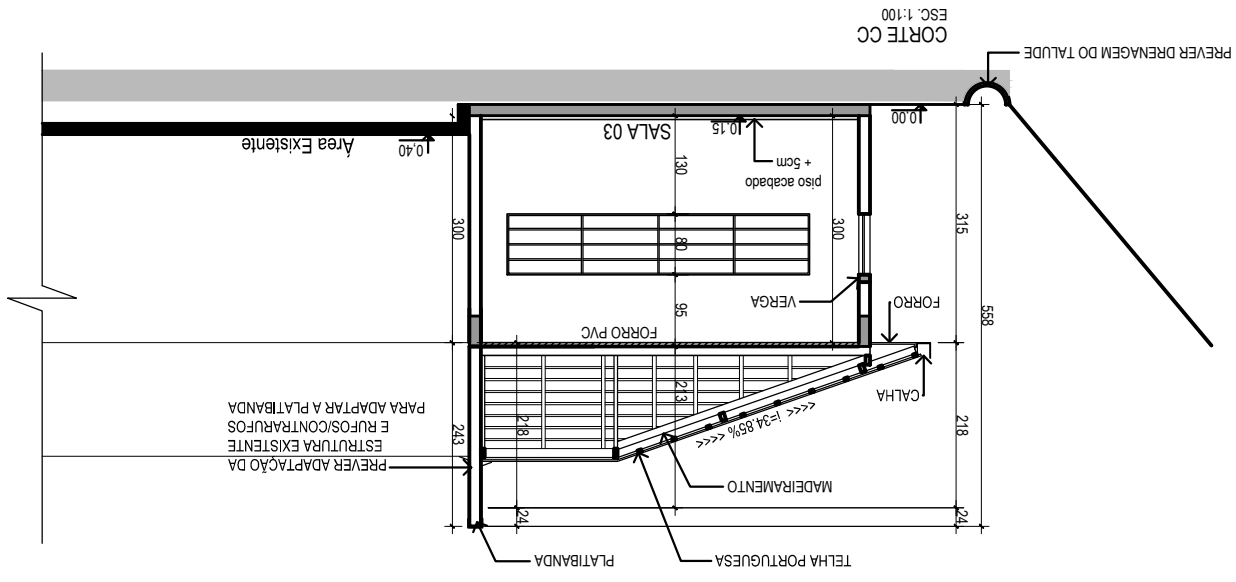 TELHA PORTUGUESA
PLATIBANDA
24
24
MADEIRAMENTO
PREVER ADAPTAÇÃO DA
ESTRUTURA EXISTENTE
E RUFOS/CONTRARUFOS
PARA ADAPTAR A PLATIBANDA
<<<< i=34.85% <<<<
218
213
218
243
CALHA
FORRO
FORRO PVC
558
VERGA
95
315
300
80
300
130
piso acabado
+ 5cm
0.15
SALA 03
0,40
Área Existente
0.00
PREVER DRENAGEM DO TALUDE
CORTE CC
ESC. 1:100